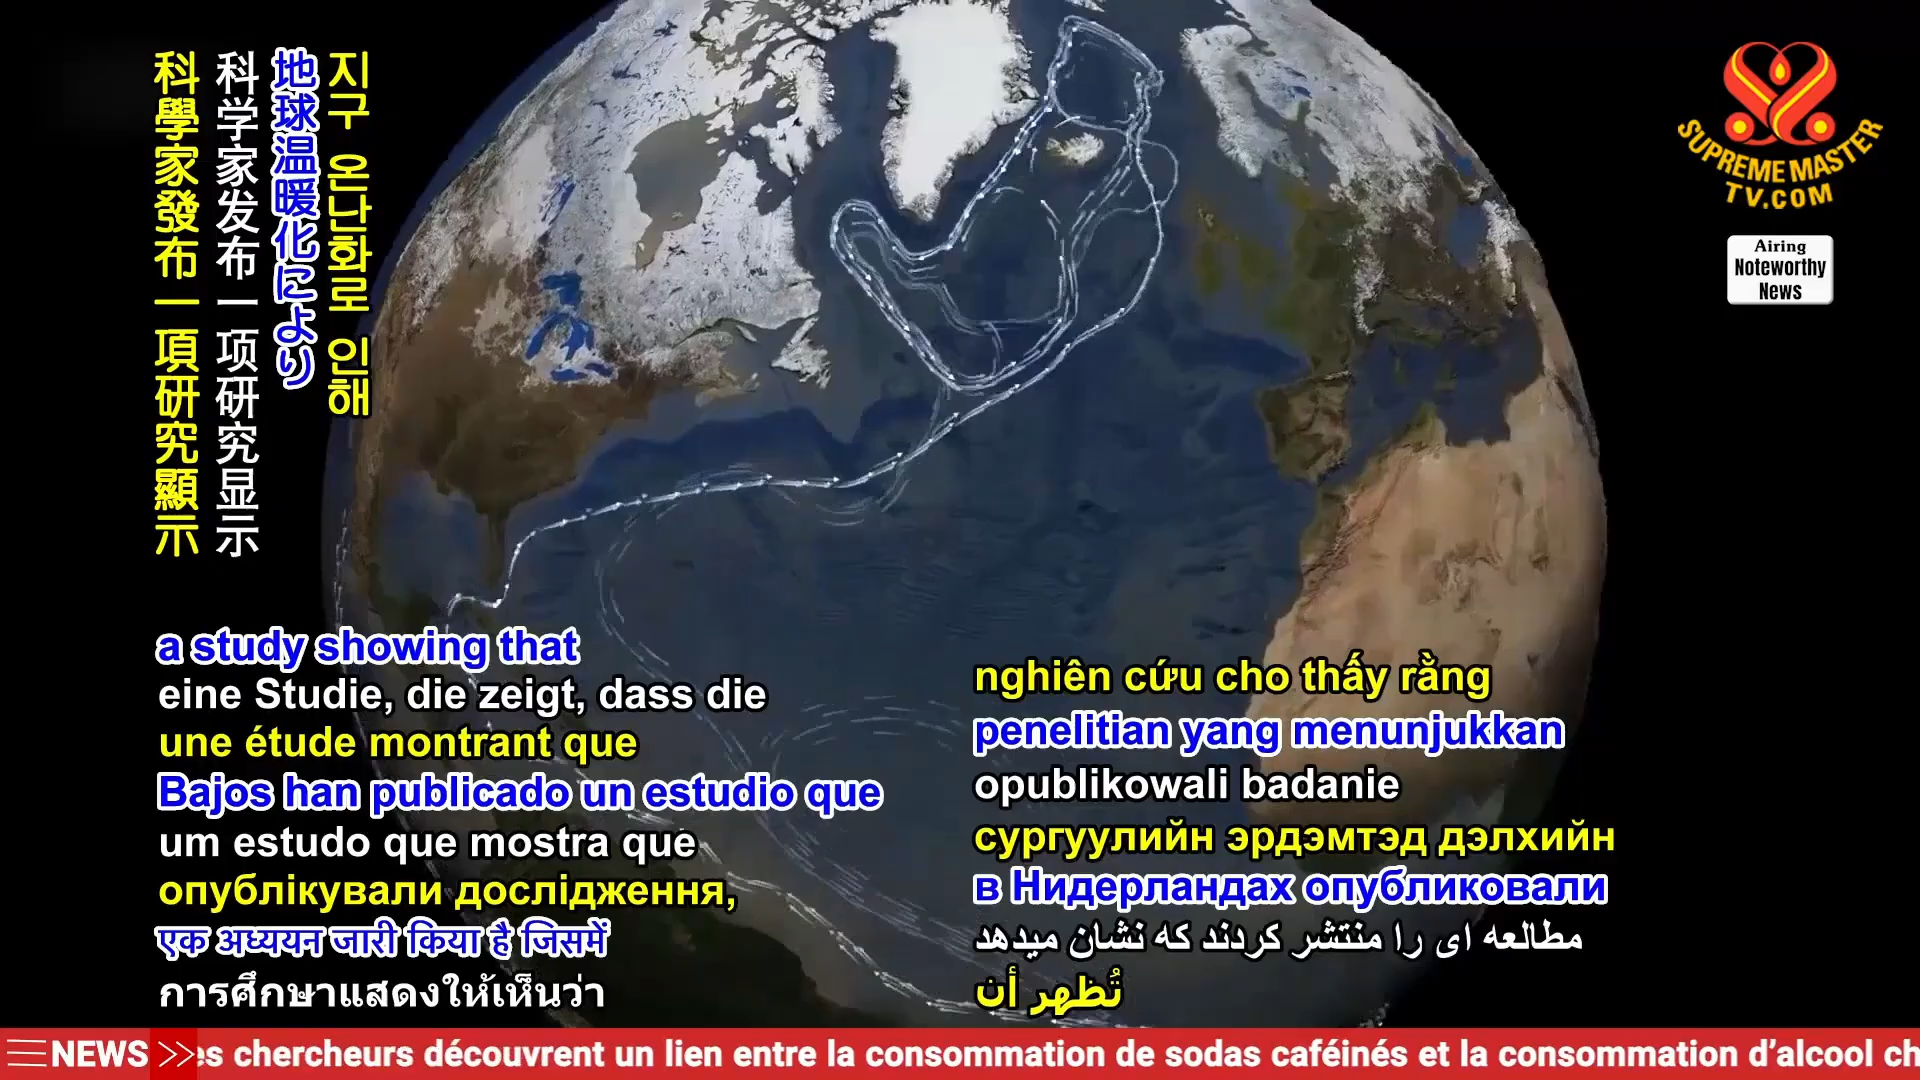 科學家發布一項研究顯示
科学家发布一项研究显示
地球温暖化により
지구 온난화로 인해
SUPREME MASTER
TV.COM
Airing
Noteworthy
News
a study showing that
eine Studie, die zeigt, dass die
une étude montrant que
Bajos han publicado un estudio que
um estudo que mostra que
опублікували дослідження,
एक अध्ययन जारी किया है जिसमें
การศึกษาแสดงให้เห็นว่า
nghiên cứu cho thấy rằng
penelitian yang menunjukkan
opublikowali badanie
сургуулийн эрдэмтэд дэлхийн
в Нидерландах опубликовали
مطالعه ای را منتشر کردند که نشان میدهد
تُظهر أن
NEWS
es chercheurs découvrent un lien entre la consommation de sodas caféinés et la consommation d’alcool ch